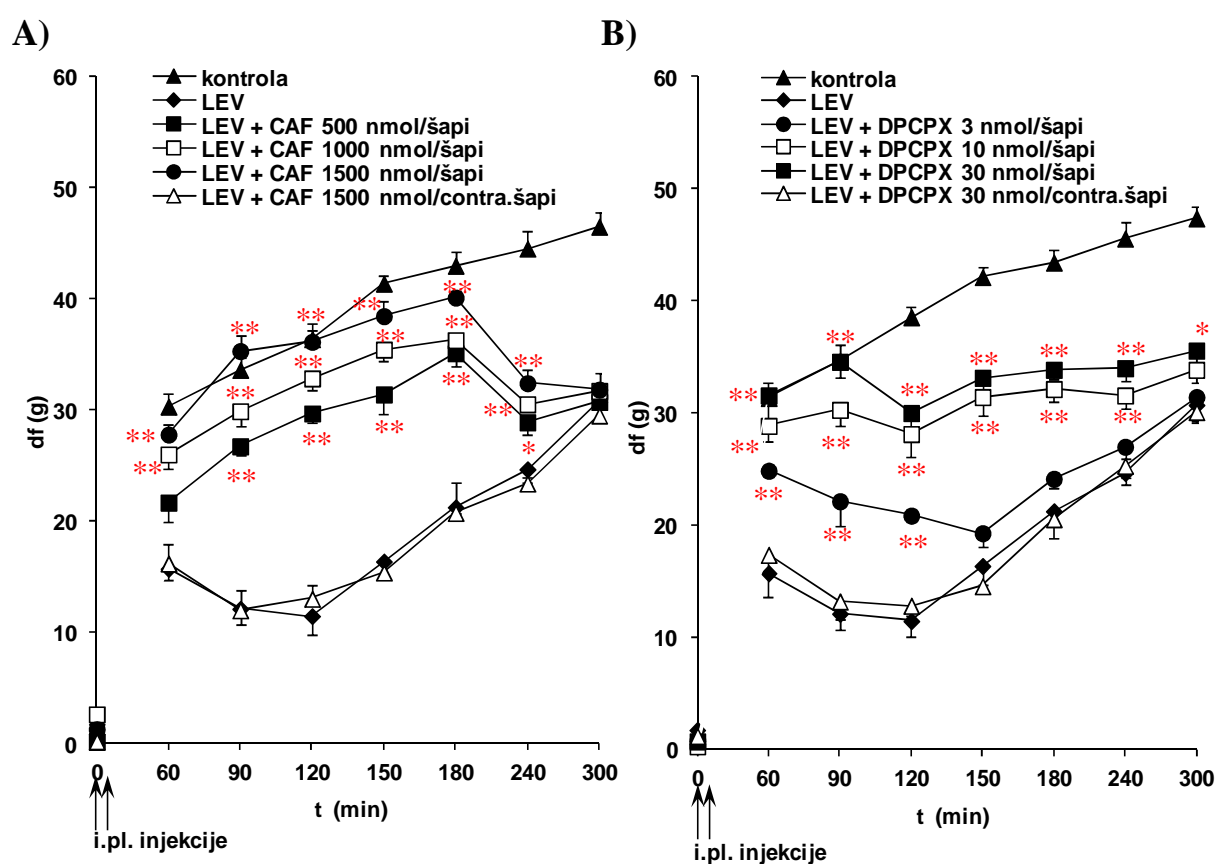 A)
60
50
40
30
20
10
0
df (g)
kontrola
LEV
LEV + CAF 500 nmol/šapi
LEV + CAF 1000 nmol/šapi
LEV + CAF 1500 nmol/šapi
LEV + CAF 1500 nmol/contra.šapi
** ** ** ** **
** ** ** ** ** **
** ** ** ** ** *
0 60 90 120 150 180 240 300
t (min)
i.pl. injekcije
B)
60
50
40
30
20
10
0
df (g)
kontrola
LEV
LEV + DPCPX 3 nmol/šapi
LEV + DPCPX 10 nmol/šapi
LEV + DPCPX 30 nmol/šapi
LEV + DPCPX 30 nmol/contra.šapi
** ** ** ** ** ** *
** ** ** ** ** **
** ** **
0 60 90 120 150 180 240 300
t (min)
i.pl. injekcije